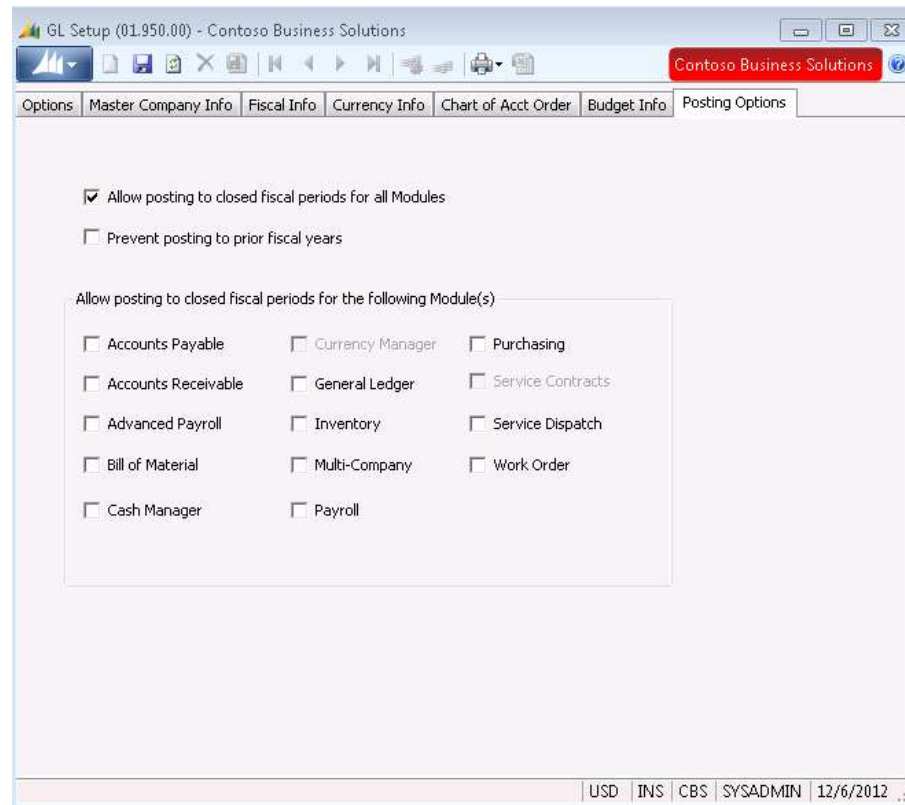 GL Setup (01.950.00) - Contoso Business Solutions
Contoso Business Solutions
Options Master Company Info Fiscal Info Currency Info Chart of Acct Order Budget Info Posting Options
Allow posting to closed fiscal periods for all Modules
Prevent posting to prior fiscal years
Allow posting to closed fiscal periods for the following Module(s)
Accounts Payable Currency Manager Purchasing
Accounts Receivable General Ledger Service Contracts
Advanced Payroll Inventory Service Dispatch
Bill of Material Multi-Company Work Order
Cash Manager Payroll
USD INS CBS SYSADMIN 12/6/2012